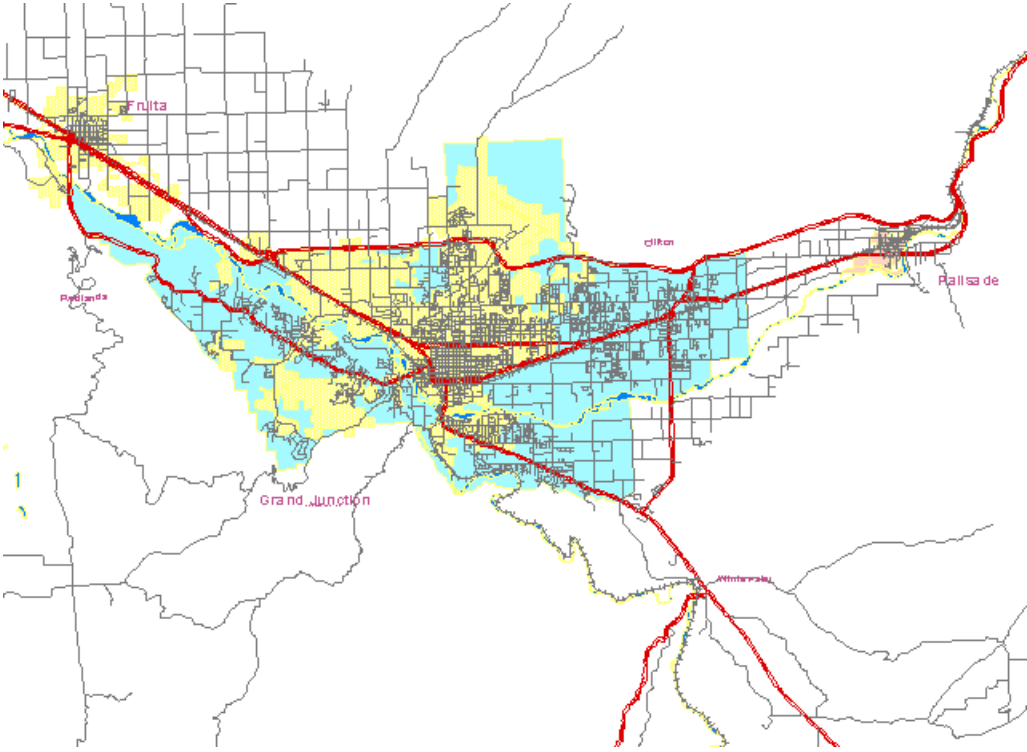 Fruita
Clifton
Palisade
Redlands
Grand Junction
Whitewater